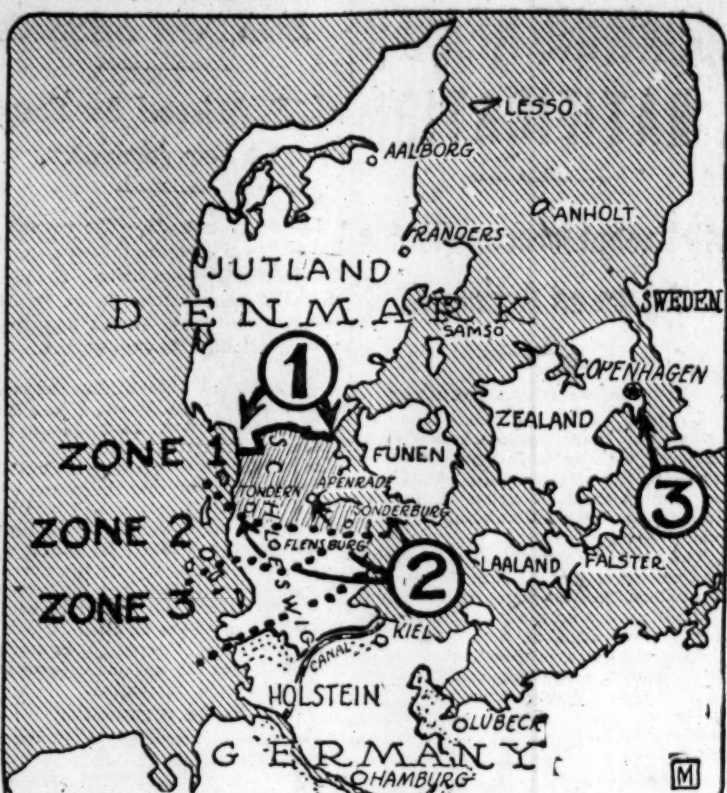 LESSO
AALBORG
ANHOLT
RANDERS
JUTLAND
DENMARK
SWEDEN
SAMSO
COPENHAGEN
1
ZEALAND
FUNEN
ZONE 1
SCHLOESWIG
APENRADE
TONDERN
SONDERBURG
3
ZONE 2
FLENSBURG
LAALAND
FALSTER
2
ZONE 3
KIEL
CANAL
HOLSTEIN
LUBECK
GERMANY
HAMBURG
M